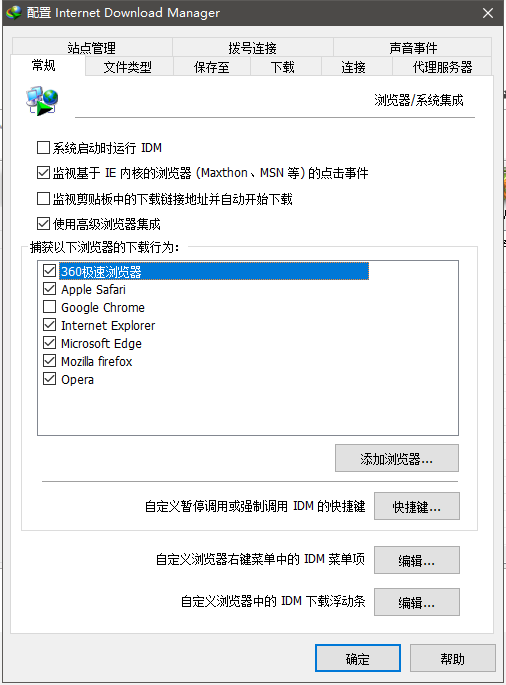 配置 Internet Download Manager
站点管理 拨号连接 声音事件
常规 文件类型 保存至 下载 连接 代理服务器
浏览器/系统集成
系统启动时运行 IDM
监视基于 IE 内核的浏览器 (Maxthon、MSN 等) 的点击事件
监视剪贴板中的下载链接地址并自动开始下载
使用高级浏览器集成
捕获以下浏览器的下载行为：
360极速浏览器
Apple Safari
Google Chrome
Internet Explorer
Microsoft Edge
Mozilla firefox
Opera
添加浏览器...
自定义暂停调用或强制调用 IDM 的快捷键 快捷键...
自定义浏览器右键菜单中的 IDM 菜单项 编辑...
自定义浏览器中的 IDM 下载浮动条 编辑...
确定 帮助